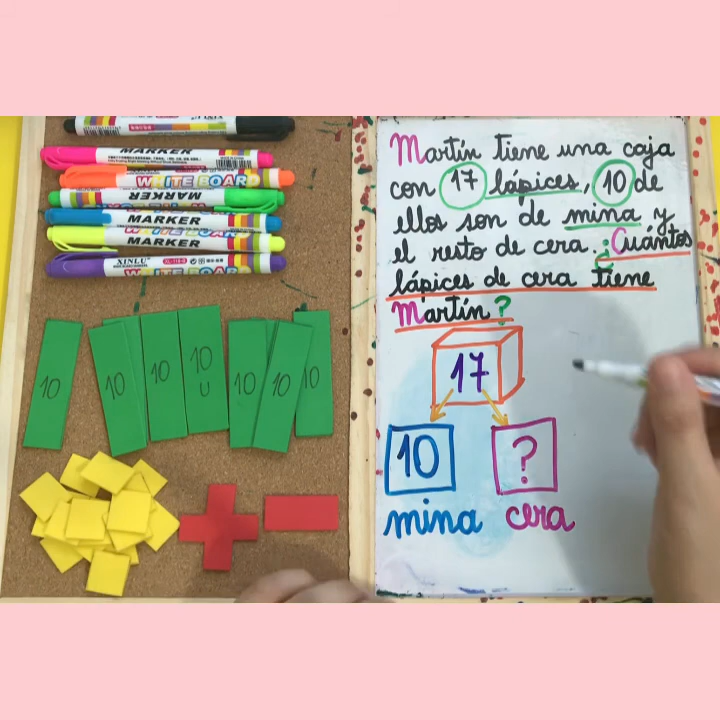 MARKER
WHITE BOARD
MARKER
MARKER
MARKER
XINLU
WHITE BOARD
Martín tiene una caja
con 17 lápices, 10 de
ellos son de mina y
el resto de cera. ¿Cuántos
lápices de cera tiene
Martín?
17
10 ?
mina cera
10
10
10
10
U
10
10
10